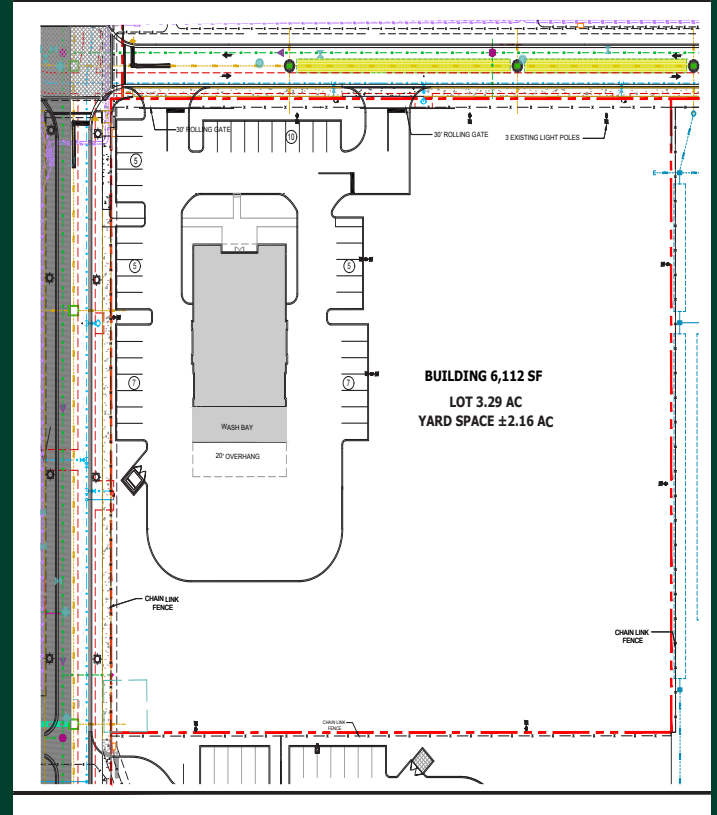 30' ROLLING GATE
10
30' ROLLING GATE
3 EXISTING LIGHT POLES
5
5
5
BUILDING 6,112 SF
LOT 3.29 AC
YARD SPACE ±2.16 AC
7
7
WASH BAY
20' OVERHANG
CHAIN LINK
FENCE
CHAIN LINK
FENCE
CHAIN LINK
FENCE